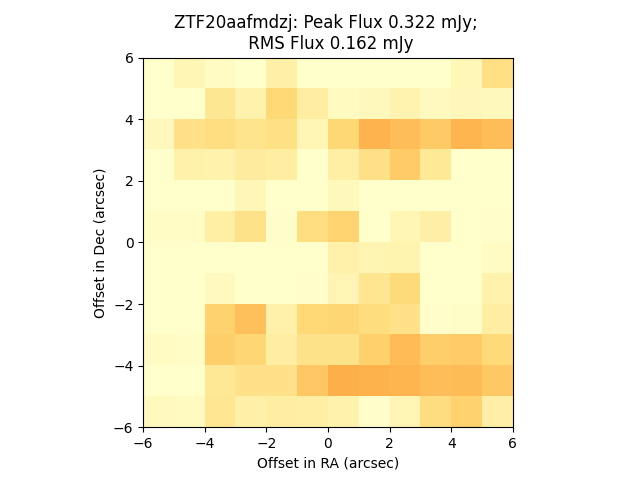 ZTF20aafmdzj: Peak Flux 0.322 mJy;
RMS Flux 0.162 mJy
6
4
2
0
−2
−4
−6
Offset in Dec (arcsec)
−6 −4 −2 0 2 4 6
Offset in RA (arcsec)